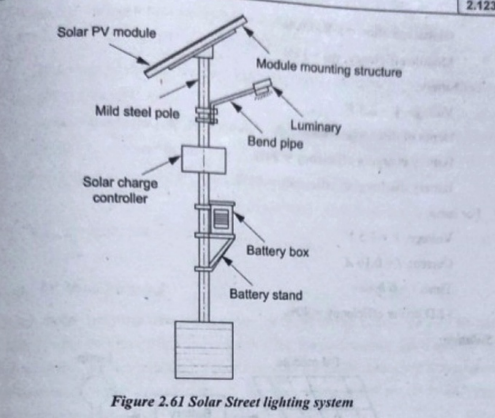 2.123
Solar PV module
Module mounting structure
Mild steel pole
Luminary
Bend pipe
Solar charge
controller
Battery box
Battery stand
Figure 2.61 Solar Street lighting system